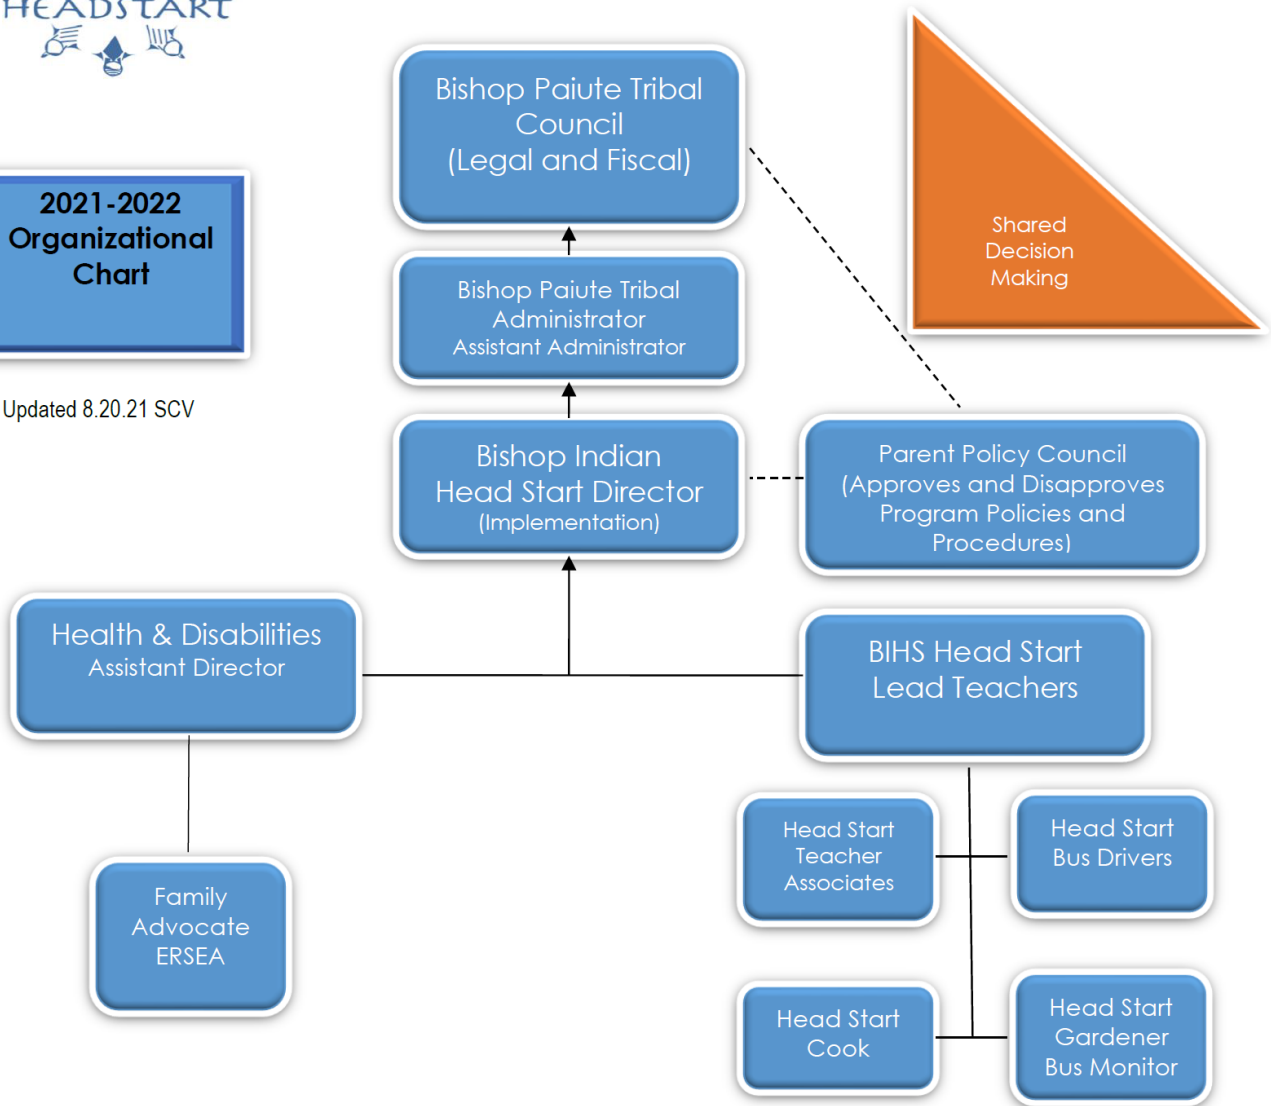 HEADSTART
2021-2022
Organizational
Chart
Updated 8.20.21 SCV
Bishop Paiute Tribal
Council
(Legal and Fiscal)
Shared
Decision
Making
Bishop Paiute Tribal
Administrator
Assistant Administrator
Bishop Indian
Head Start Director
(Implementation)
Parent Policy Council
(Approves and Disapproves
Program Policies and
Procedures)
Health & Disabilities
Assistant Director
BIHS Head Start
Lead Teachers
Family
Advocate
ERSEA
Head Start
Teacher
Associates
Head Start
Bus Drivers
Head Start
Cook
Head Start
Gardener
Bus Monitor